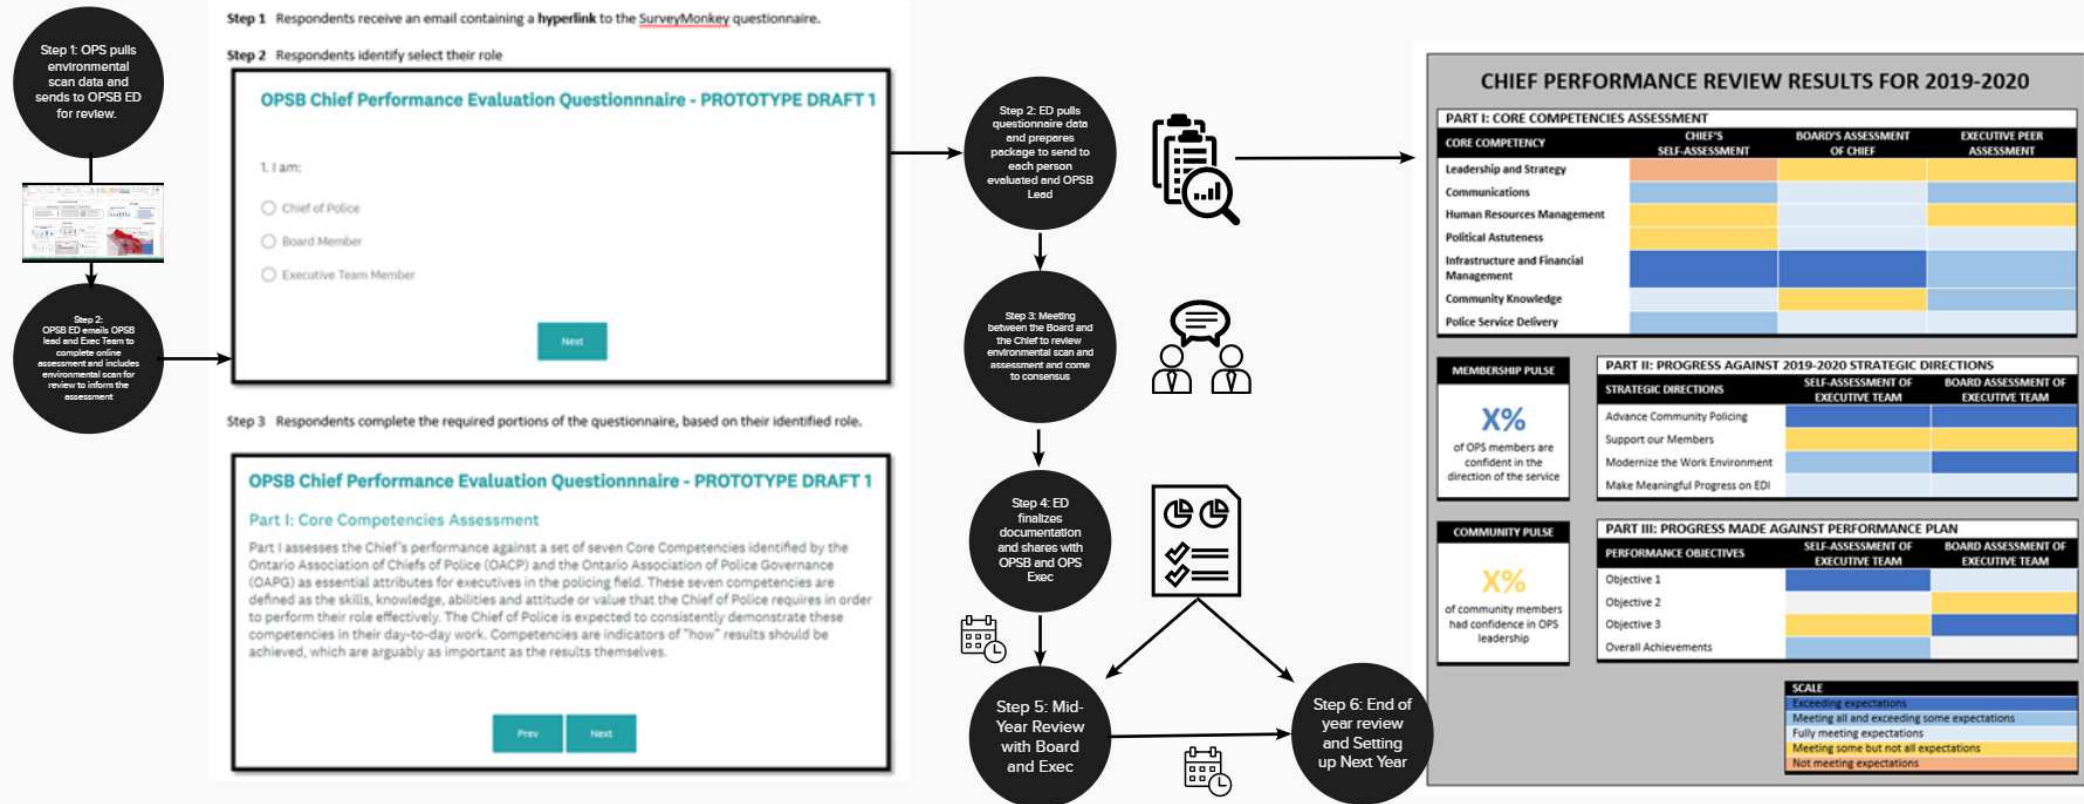 Step 1: OPS pulls
environmental
scan data and
sends to OPSB ED
for review.
Step 2:
OPSB ED emails OPSB
lead and Exec Team to
complete online
assessment and includes
environmental scan for
review to inform the
assessment
Step 1 Respondents receive an email containing a hyperlink to the SurveyMonkey questionnaire.
Step 2 Respondents identify select their role
OPSB Chief Performance Evaluation Questionnnaire - PROTOTYPE DRAFT 1
1. I am:
Chief of Police
Board Member
Executive Team Member
Next
Step 3 Respondents complete the required portions of the questionnaire, based on their identified role.
OPSB Chief Performance Evaluation Questionnnaire - PROTOTYPE DRAFT 1
Part I: Core Competencies Assessment
Part I assesses the Chief's performance against a set of seven Core Competencies identified by the
Ontario Association of Chiefs of Police (OACP) and the Ontario Association of Police Governance
(OAPG) as essential attributes for executives in the policing field. These seven competencies are
defined as the skills, knowledge, abilities and attitude or value that the Chief of Police requires in order
to perform their role effectively. The Chief of Police is expected to consistently demonstrate these
competencies in their day-to-day work. Competencies are indicators of "how" results should be
achieved, which are arguably as important as the results themselves.
Prev Next
Step 2: ED pulls
questionnaire data
and prepares
package to send to
each person
evaluated and OPSB
Lead
Step 3: Meeting
between the Board and
the Chief to review
environmental scan and
assessment and come
to consensus
Step 4: ED
finalizes
documentation
and shares with
OPSB and OPS
Exec
Step 5: Mid-
Year Review
with Board
and Exec
Step 6: End of
year review
and Setting
up Next Year
CHIEF PERFORMANCE REVIEW RESULTS FOR 2019-2020
PART I: CORE COMPETENCIES ASSESSMENT
CORE COMPETENCY
CHIEF'S
SELF-ASSESSMENT
BOARD'S ASSESSMENT
OF CHIEF
EXECUTIVE PEER
ASSESSMENT
Leadership and Strategy
Communications
Human Resources Management
Political Astuteness
Infrastructure and Financial
Management
Community Knowledge
Police Service Delivery
MEMBERSHIP PULSE
X%
of OPS members are
confident in the
direction of the service
PART II: PROGRESS AGAINST 2019-2020 STRATEGIC DIRECTIONS
STRATEGIC DIRECTIONS
SELF-ASSESSMENT OF
EXECUTIVE TEAM
BOARD ASSESSMENT OF
EXECUTIVE TEAM
Advance Community Policing
Support our Members
Modernize the Work Environment
Make Meaningful Progress on EDI
COMMUNITY PULSE
X%
of community members
had confidence in OPS
leadership
PART III: PROGRESS MADE AGAINST PERFORMANCE PLAN
PERFORMANCE OBJECTIVES
SELF-ASSESSMENT OF
EXECUTIVE TEAM
BOARD ASSESSMENT OF
EXECUTIVE TEAM
Objective 1
Objective 2
Objective 3
Overall Achievements
SCALE
Exceeding expectations
Meeting all and exceeding some expectations
Fully meeting expectations
Meeting some but not all expectations
Not meeting expectations